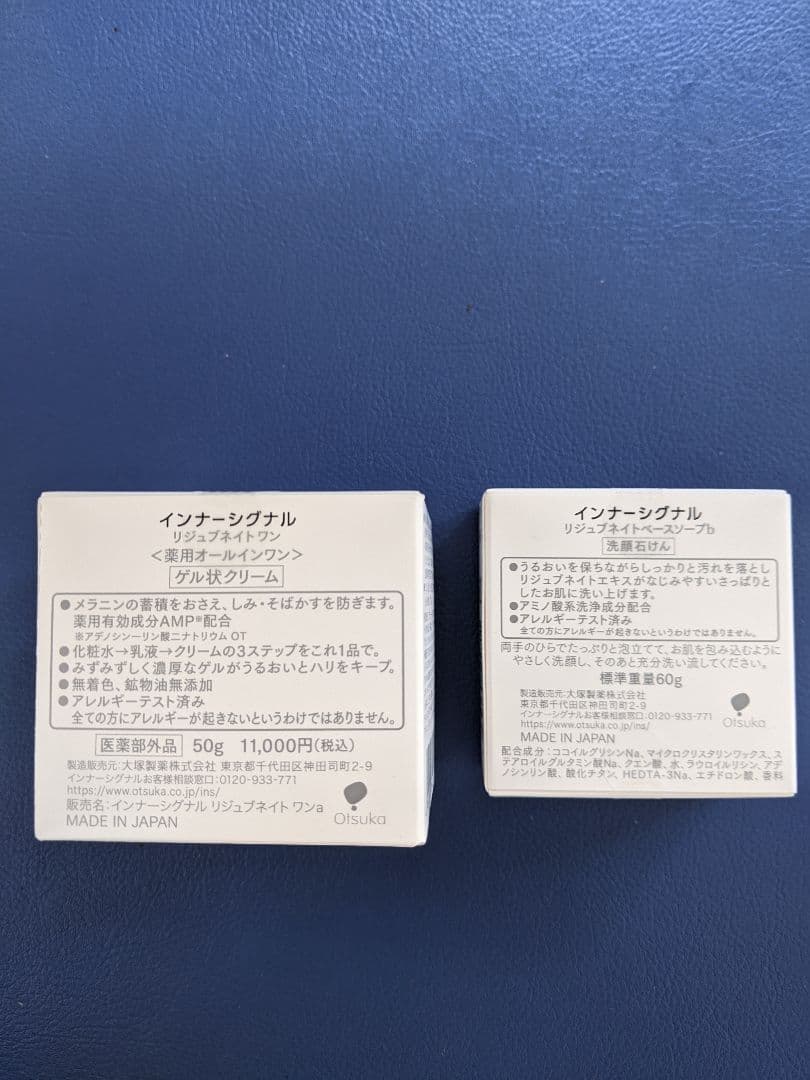 インナーシグナル
リジュブネイト ワン
＜薬用オールインワン＞
ゲル状クリーム
●メラニンの蓄積をおさえ、しみ・そばかすを防ぎます。
薬用有効成分AMP※配合
※アデノシン一リン酸二ナトリウム OT
●化粧水→乳液→クリームの3ステップをこれ1品で。
●みずみずしく濃厚なゲルがうるおいとハリをキープ。
●無着色、鉱物油無添加
●アレルギーテスト済み
全ての方にアレルギーが起きないというわけではありません。
医薬部外品 50g 11,000円(税込)
製造販売元:大塚製薬株式会社 東京都千代田区神田司町2-9
インナーシグナルお客様相談窓口:0120-933-771
https://www.otsuka.co.jp/ins/
販売名:インナーシグナル リジュブネイト ワンa
MADE IN JAPAN
Otsuka
インナーシグナル
リジュブネイトベースソープb
洗顔石けん
●うるおいを保ちながらしっかりと汚れを落とし
リジュブネイトエキスがなじみやすいさっぱりと
したお肌に洗い上げます。
●アミノ酸系洗浄成分配合
●アレルギーテスト済み
全ての方にアレルギーが起きないというわけではありません。
両手のひらでたっぷりと泡立てて、お肌を包み込むように
やさしく洗顔し、そのあと充分洗い流してください。
標準重量60g
製造販売元:大塚製薬株式会社
東京都千代田区神田司町2-9
インナーシグナルお客様相談窓口:0120-933-771
https://www.otsuka.co.jp/ins/
MADE IN JAPAN
Otsuka
配合成分:ココイルグリシンNa、マイクロクリスタリンワックス、ス
テアロイルグルタミン酸Na、クエン酸、水、ラウロイルリシン、アデ
ノシンリン酸、酸化チタン、HEDTA-3Na、エチドロン酸、香料